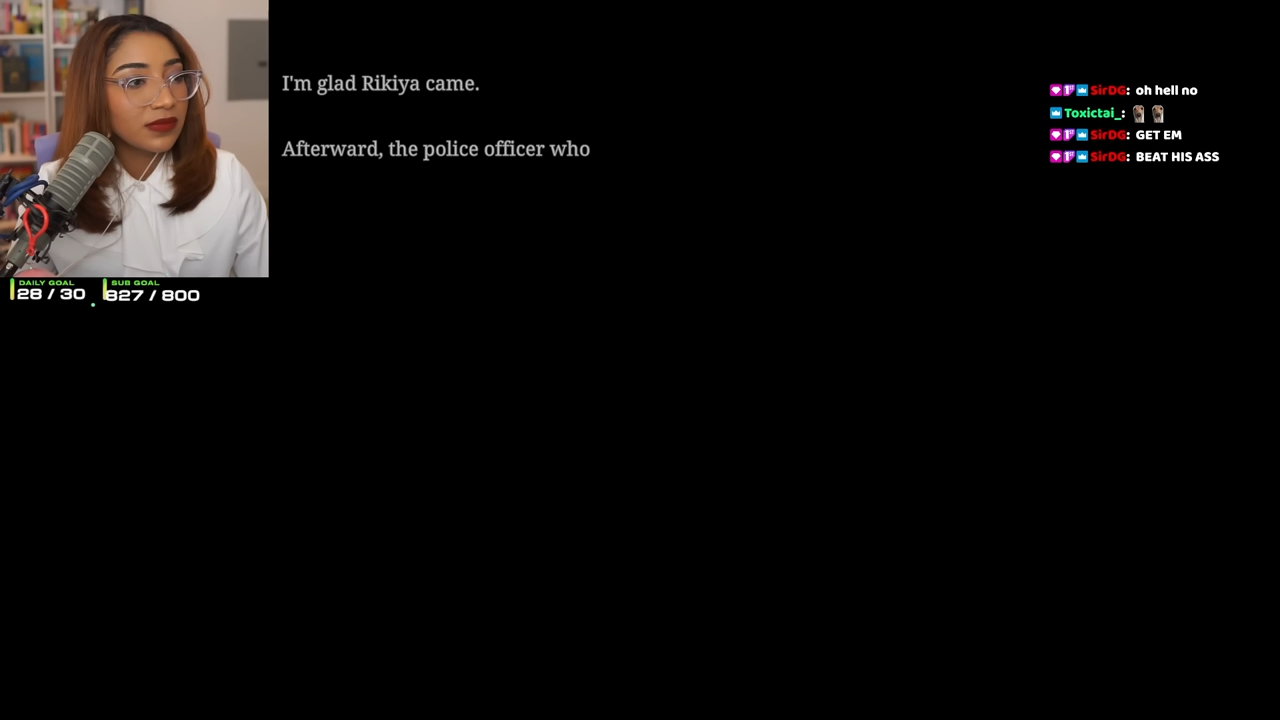 I'm glad Rikiya came.
Afterward, the police officer who
SirDG: oh hell no
Toxictai_:
SirDG: GET EM
SirDG: BEAT HIS ASS
DAILY GOAL
28 / 30
SUB GOAL
827 / 800